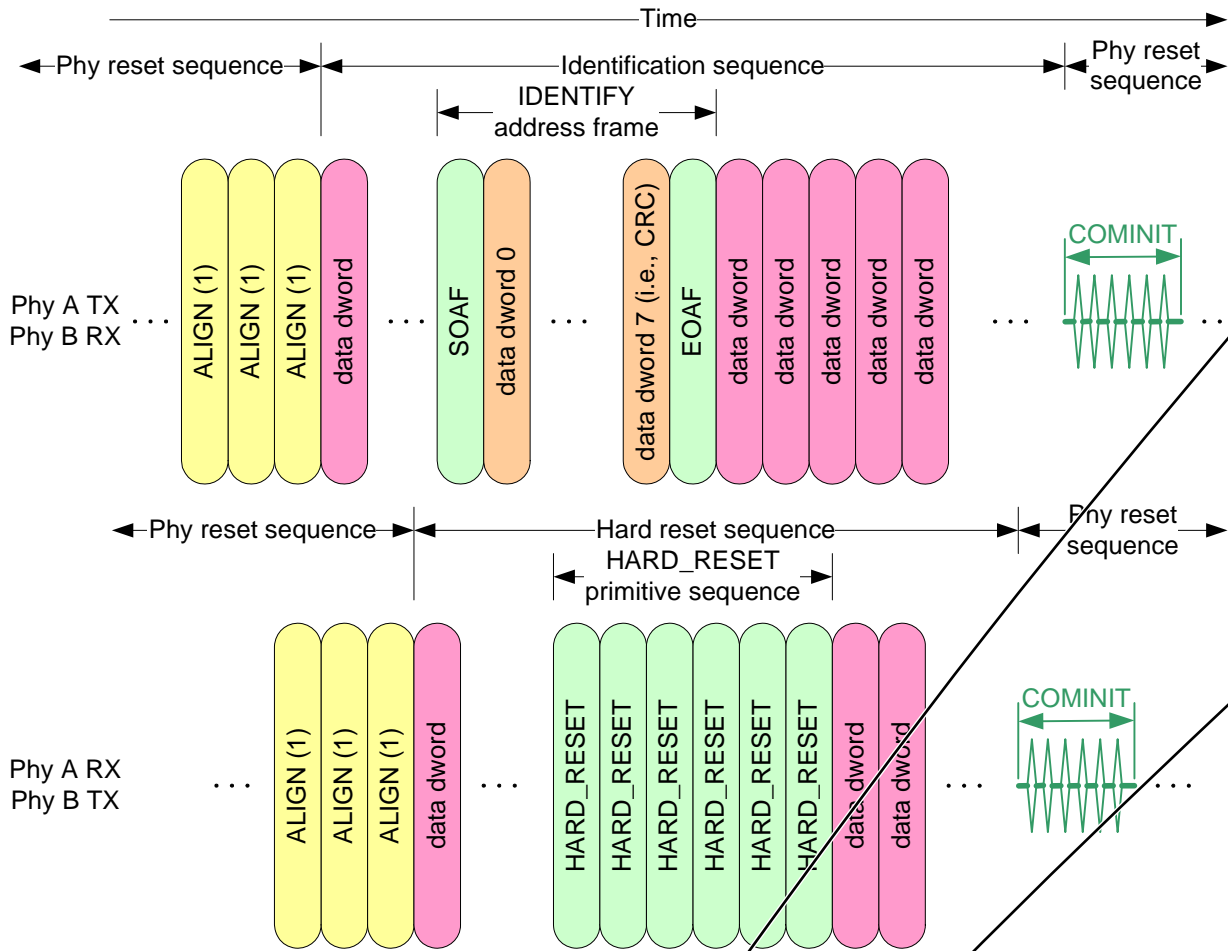 Time
Phy reset sequence
Identification sequence
Phy reset
sequence
IDENTIFY
address frame
Phy A TX
Phy B RX
. . .
ALIGN (1)
ALIGN (1)
ALIGN (1)
data dword
. . .
SOAF
data dword 0
. . .
data dword 7 (i.e., CRC)
EOAF
data dword
data dword
data dword
data dword
data dword
. . .
COMINIT
Phy reset sequence
Hard reset sequence
Phy reset
sequence
HARD_RESET
primitive sequence
Phy A RX
Phy B TX
. . .
ALIGN (1)
ALIGN (1)
ALIGN (1)
data dword
. . .
HARD_RESET
HARD_RESET
HARD_RESET
HARD_RESET
HARD_RESET
HARD_RESET
data dword
data dword
. . .
COMINIT
. . .